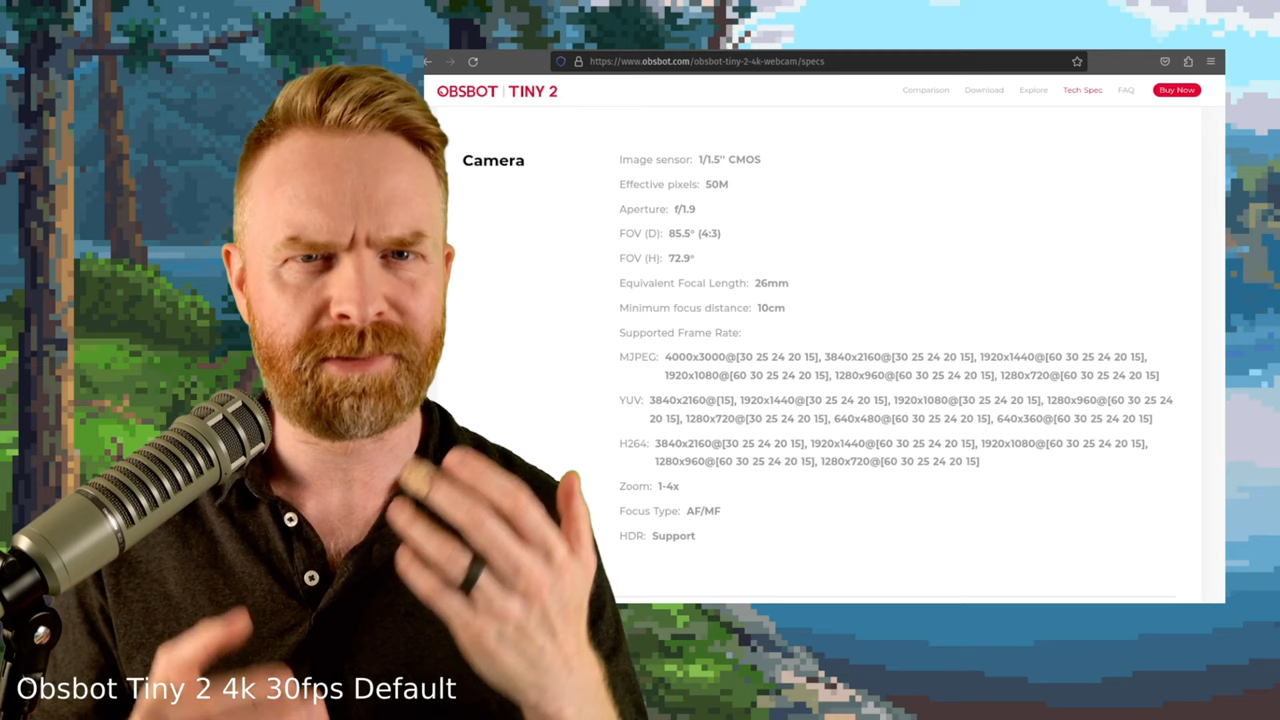 https://www.obsbot.com/obsbot-tiny-2-4k-webcam/specs
OBSBOT | TINY 2
Comparison Download Explore Tech Spec FAQ Buy Now
Camera
Image sensor: 1/1.5'' CMOS
Effective pixels: 50M
Aperture: f/1.9
FOV (D): 85.5° (4:3)
FOV (H): 72.9°
Equivalent Focal Length: 26mm
Minimum focus distance: 10cm
Supported Frame Rate:
MJPEG: 4000x3000@[30 25 24 20 15], 3840x2160@[30 25 24 20 15], 1920x1440@[60 30 25 24 20 15],
1920x1080@[60 30 25 24 20 15], 1280x960@[60 30 25 24 20 15], 1280x720@[60 30 25 24 20 15]
YUV: 3840x2160@[15], 1920x1440@[30 25 24 20 15], 1920x1080@[30 25 24 20 15], 1280x960@[60 30 25 24
20 15], 1280x720@[30 25 24 20 15], 640x480@[30 25 24 20 15], 640x360@[30 25 24 20 15]
H264: 3840x2160@[30 25 24 20 15], 1920x1440@[60 30 25 24 20 15], 1920x1080@[60 30 25 24 20 15],
1280x960@[60 30 25 24 20 15], 1280x720@[60 30 25 24 20 15]
Zoom: 1-4x
Focus Type: AF/MF
HDR: Support
Obsbot Tiny 2 4k 30fps Default